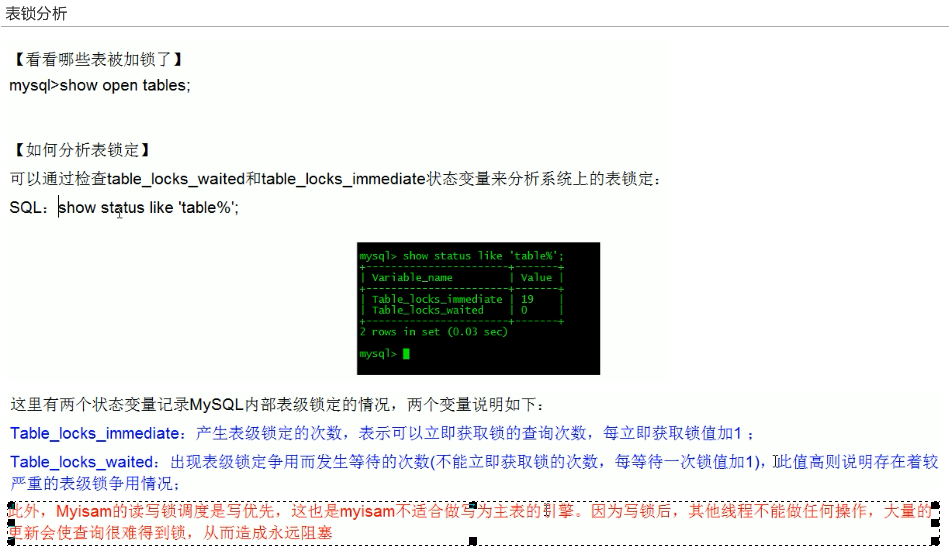 表锁分析
【看看哪些表被加锁了】
mysql>show open tables;
【如何分析表锁定】
可以通过检查table_locks_waited和table_locks_immediate状态变量来分析系统上的表锁定：
SQL：show status like 'table%';
mysql> show status like 'table%';
+-----------------------+-------+
| Variable_name | Value |
+-----------------------+-------+
| Table_locks_immediate | 19 |
| Table_locks_waited | 0 |
+-----------------------+-------+
2 rows in set (0.03 sec)
mysql>
这里有两个状态变量记录MySQL内部表级锁定的情况，两个变量说明如下：
Table_locks_immediate：产生表级锁定的次数，表示可以立即获取锁的查询次数，每立即获取锁值加1 ；
Table_locks_waited：出现表级锁定争用而发生等待的次数(不能立即获取锁的次数，每等待一次锁值加1)，此值高则说明存在着较
严重的表级锁争用情况；
此外，Myisam的读写锁调度是写优先，这也是myisam不适合做写为主表的引擎。因为写锁后，其他线程不能做任何操作，大量的
更新会使查询很难得到锁，从而造成永远阻塞